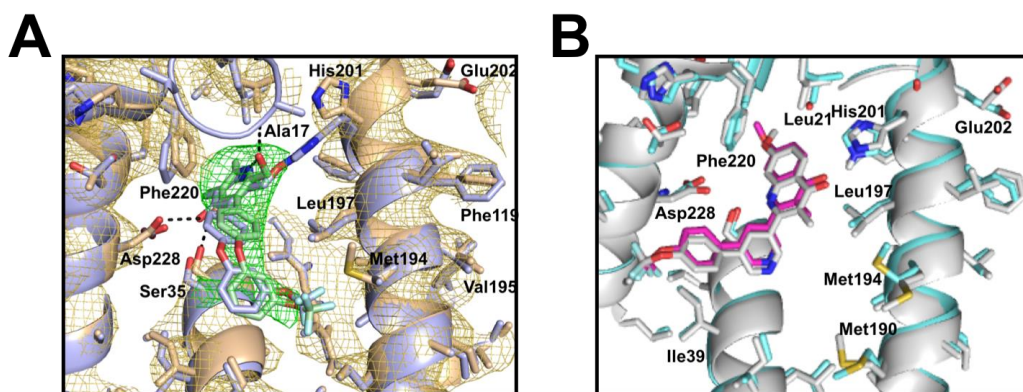 A
B
His201
Glu202
Ala17
Phe220
Leu197
Phe119
Asp228
Met194
Ser35
Val195
Leu21
His201
Glu202
Phe220
Leu197
Asp228
Met194
Met190
Ile39